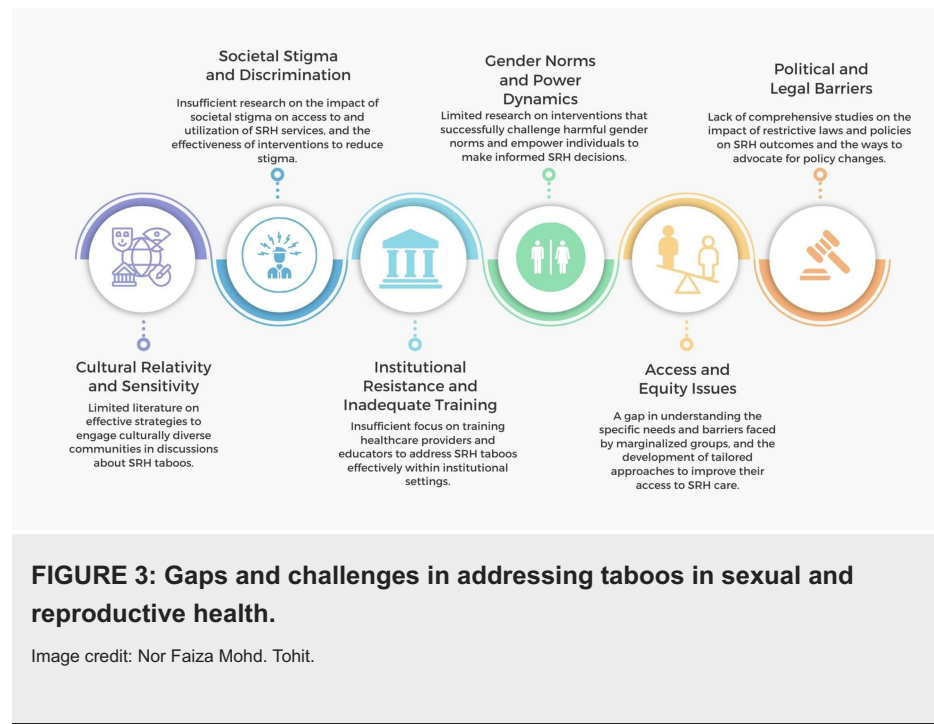 Societal Stigma
and Discrimination
Insufficient research on the impact of
societal stigma on access to and
utilization of SRH services, and the
effectiveness of interventions to reduce
stigma.
Gender Norms
and Power
Dynamics
Limited research on interventions that
successfully challenge harmful gender
norms and empower individuals to
make informed SRH decisions.
Political and
Legal Barriers
Lack of comprehensive studies on the
impact of restrictive laws and policies
on SRH outcomes and the ways to
advocate for policy changes.
Cultural Relativity
and Sensitivity
Limited literature on
effective strategies to
engage culturally diverse
communities in discussions
about SRH taboos.
Institutional
Resistance and
Inadequate Training
Insufficient focus on training
healthcare providers and
educators to address SRH taboos
effectively within institutional
settings.
Access and
Equity Issues
A gap in understanding the
specific needs and barriers faced
by marginalized groups, and the
development of tailored
approaches to improve their
access to SRH care.
FIGURE 3: Gaps and challenges in addressing taboos in sexual and
reproductive health.
Image credit: Nor Faiza Mohd. Tohit.